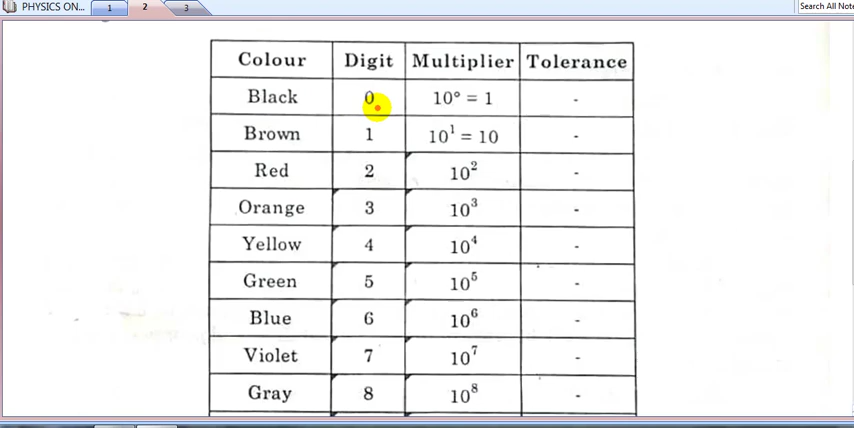 PHYSICS ON...
1
2
3
Search All Note
Colour Digit Multiplier Tolerance
Black 0 10° = 1 -
Brown 1 10¹ = 10 -
Red 2 10² -
Orange 3 10³ -
Yellow 4 10⁴ -
Green 5 10⁵ -
Blue 6 10⁶ -
Violet 7 10⁷ -
Gray 8 10⁸ -